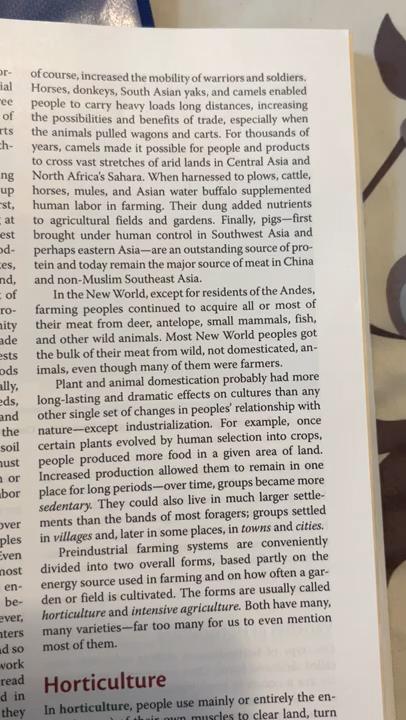 of course, increased the mobility of warriors and soldiers.
Horses, donkeys, South Asian yaks, and camels enabled
people to carry heavy loads long distances, increasing
the possibilities and benefits of trade, especially when
the animals pulled wagons and carts. For thousands of
years, camels made it possible for people and products
to cross vast stretches of arid lands in Central Asia and
North Africa's Sahara. When harnessed to plows, cattle,
horses, mules, and Asian water buffalo supplemented
human labor in farming. Their dung added nutrients
to agricultural fields and gardens. Finally, pigs—first
brought under human control in Southwest Asia and
perhaps eastern Asia—are an outstanding source of pro-
tein and today remain the major source of meat in China
and non-Muslim Southeast Asia.
In the New World, except for residents of the Andes,
farming peoples continued to acquire all or most of
their meat from deer, antelope, small mammals, fish,
and other wild animals. Most New World peoples got
the bulk of their meat from wild, not domesticated, an-
imals, even though many of them were farmers.
Plant and animal domestication probably had more
long-lasting and dramatic effects on cultures than any
other single set of changes in peoples' relationship with
nature—except industrialization. For example, once
certain plants evolved by human selection into crops,
people produced more food in a given area of land.
Increased production allowed them to remain in one
place for long periods—over time, groups became more
sedentary. They could also live in much larger settle-
ments than the bands of most foragers; groups settled
in villages and, later in some places, in towns and cities.
Preindustrial farming systems are conveniently
divided into two overall forms, based partly on the
energy source used in farming and on how often a gar-
den or field is cultivated. The forms are usually called
horticulture and intensive agriculture. Both have many,
many varieties—far too many for us to even mention
most of them.
Horticulture
In horticulture, people use mainly or entirely the en-
of their own muscles to clear land, turn